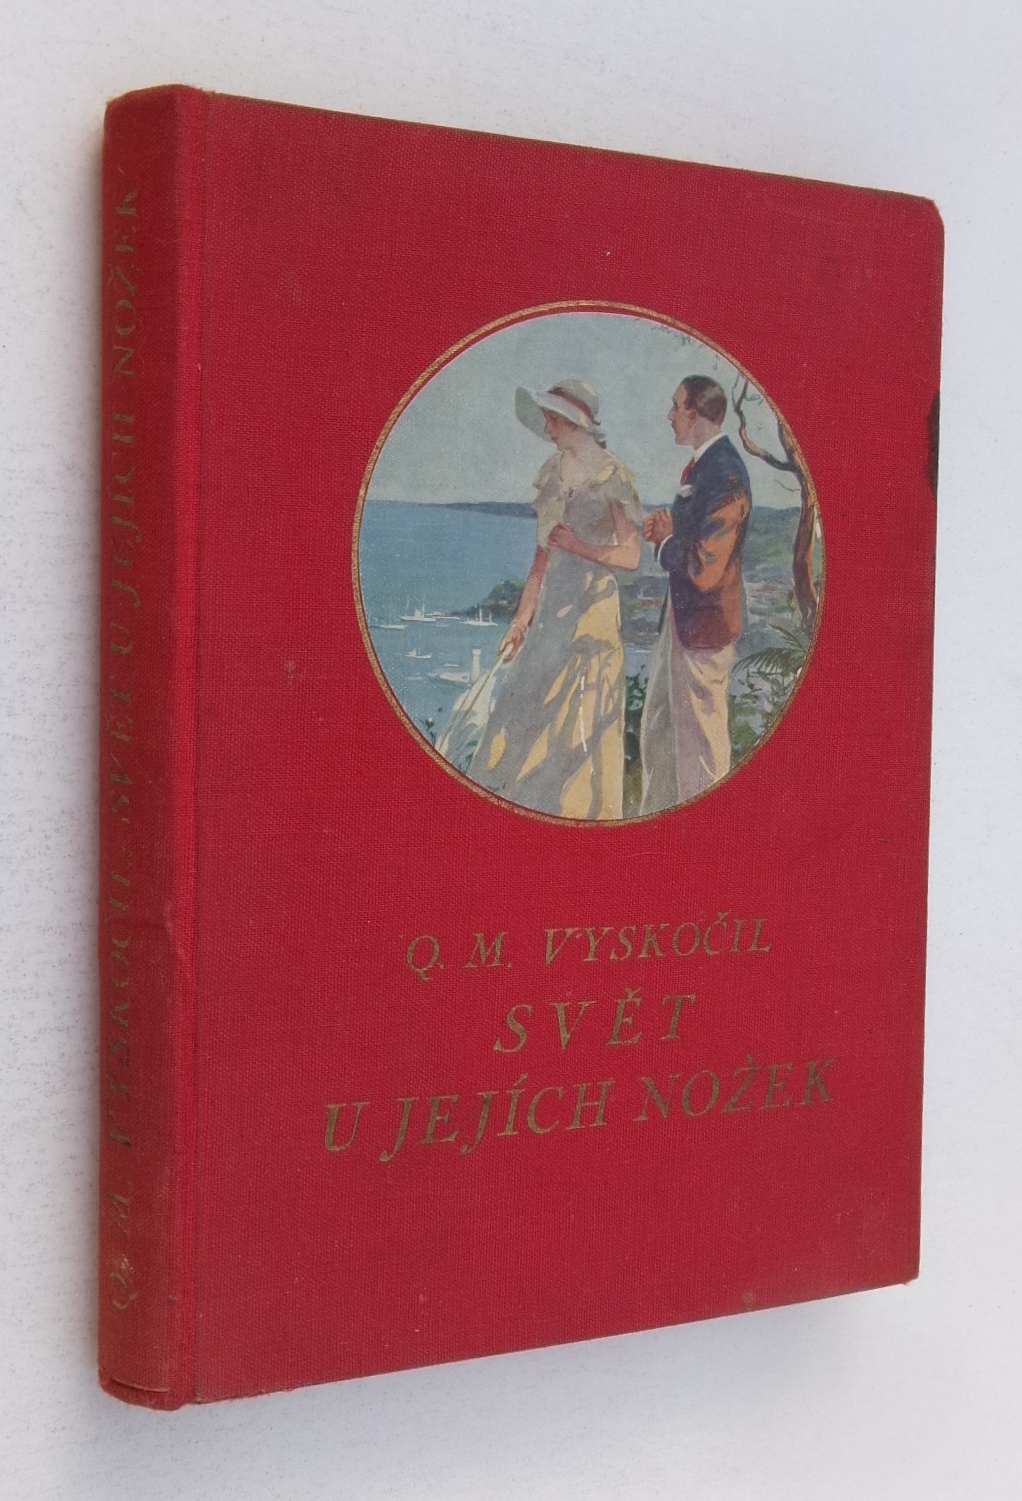 Q. M. VYSKOČIL
SVĚT
U JEJÍCH NOŽEK
Q. M. VYSKOČIL: SVĚT U JEJÍCH NOŽEK